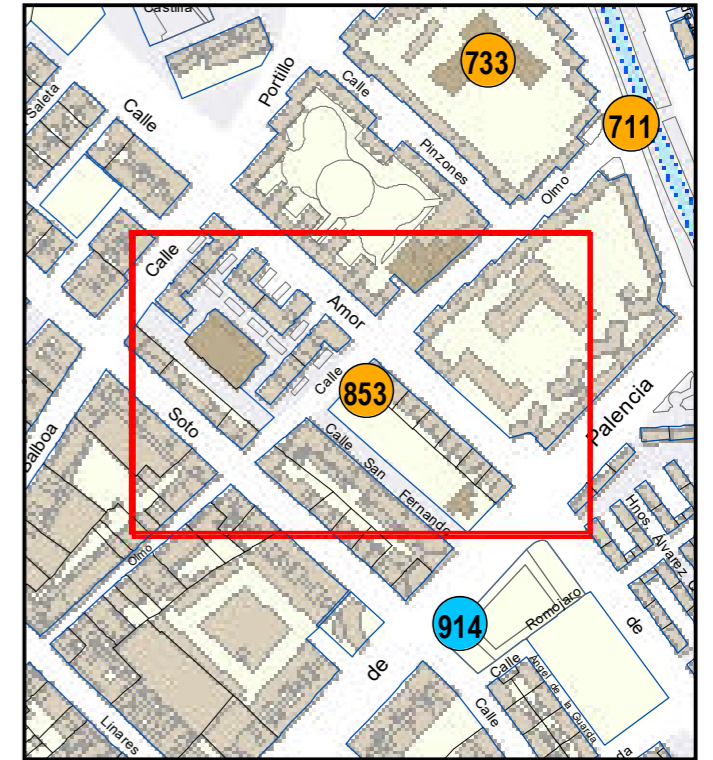 Castilla
733
Portillo
Calle
Saleta
Calle
711
Pinzones
Olmo
Calle
Amor
Calle
853
Palencia
Soto
Balboa
Calle San Fernando
Hnos. Alvarez
Olmo
914
Romojaro
de
de
Calle
Angel de la Guarda
Calle
Linares